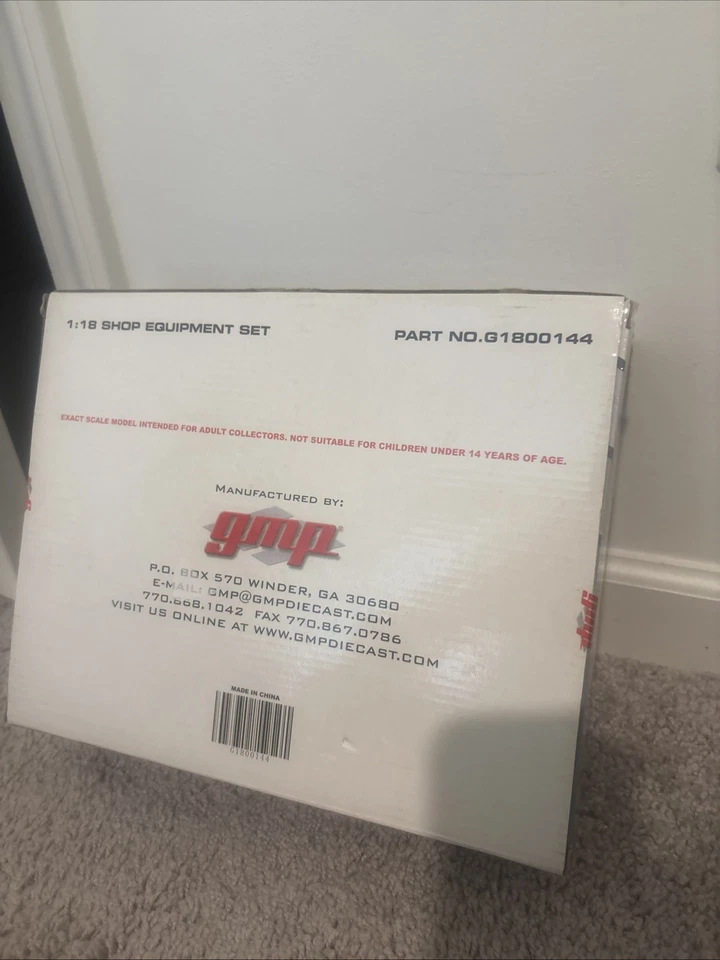 1:18 SHOP EQUIPMENT SET
PART NO.G1800144
EXACT SCALE MODEL INTENDED FOR ADULT COLLECTORS. NOT SUITABLE FOR CHILDREN UNDER 14 YEARS OF AGE.
MANUFACTURED BY:
gmp
P.O. BOX 570 WINDER, GA 30680
E-MAIL: GMP@GMPDIECAST.COM
770.868.1042 FAX 770.867.0786
VISIT US ONLINE AT WWW.GMPDIECAST.COM
MADE IN CHINA
G1800144
gmp